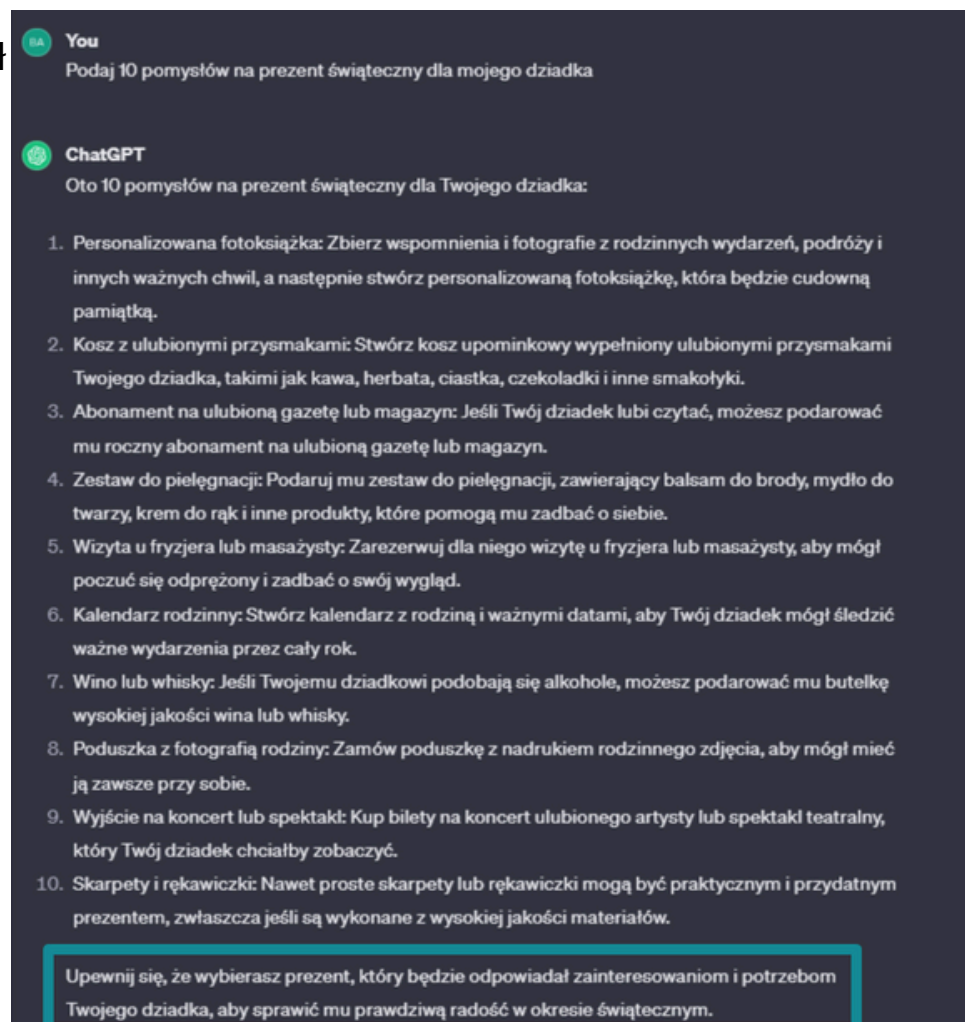 ł
BA You
Podaj 10 pomysłów na prezent świąteczny dla mojego dziadka
ChatGPT
Oto 10 pomysłów na prezent świąteczny dla Twojego dziadka:
1. Personalizowana fotoksiążka: Zbierz wspomnienia i fotografie z rodzinnych wydarzeń, podróży i
innych ważnych chwil, a następnie stwórz personalizowaną fotoksiążkę, która będzie cudowną
pamiątką.
2. Kosz z ulubionymi przysmakami: Stwórz kosz upominkowy wypełniony ulubionymi przysmakami
Twojego dziadka, takimi jak kawa, herbata, ciastka, czekoladki i inne smakołyki.
3. Abonament na ulubioną gazetę lub magazyn: Jeśli Twój dziadek lubi czytać, możesz podarować
mu roczny abonament na ulubioną gazetę lub magazyn.
4. Zestaw do pielęgnacji: Podaruj mu zestaw do pielęgnacji, zawierający balsam do brody, mydło do
twarzy, krem do rąk i inne produkty, które pomogą mu zadbać o siebie.
5. Wizyta u fryzjera lub masażysty: Zarezerwuj dla niego wizytę u fryzjera lub masażysty, aby mógł
poczuć się odprężony i zadbać o swój wygląd.
6. Kalendarz rodzinny: Stwórz kalendarz z rodziną i ważnymi datami, aby Twój dziadek mógł śledzić
ważne wydarzenia przez cały rok.
7. Wino lub whisky: Jeśli Twojemu dziadkowi podobają się alkohole, możesz podarować mu butelkę
wysokiej jakości wina lub whisky.
8. Poduszka z fotografią rodziny: Zamów poduszkę z nadrukiem rodzinnego zdjęcia, aby mógł mieć
ją zawsze przy sobie.
9. Wyjście na koncert lub spektakl: Kup bilety na koncert ulubionego artysty lub spektakl teatralny,
który Twój dziadek chciałby zobaczyć.
10. Skarpety i rękawiczki: Nawet proste skarpety lub rękawiczki mogą być praktycznym i przydatnym
prezentem, zwłaszcza jeśli są wykonane z wysokiej jakości materiałów.
Upewnij się, że wybierasz prezent, który będzie odpowiadał zainteresowaniom i potrzebom
Twojego dziadka, aby sprawić mu prawdziwą radość w okresie świątecznym.